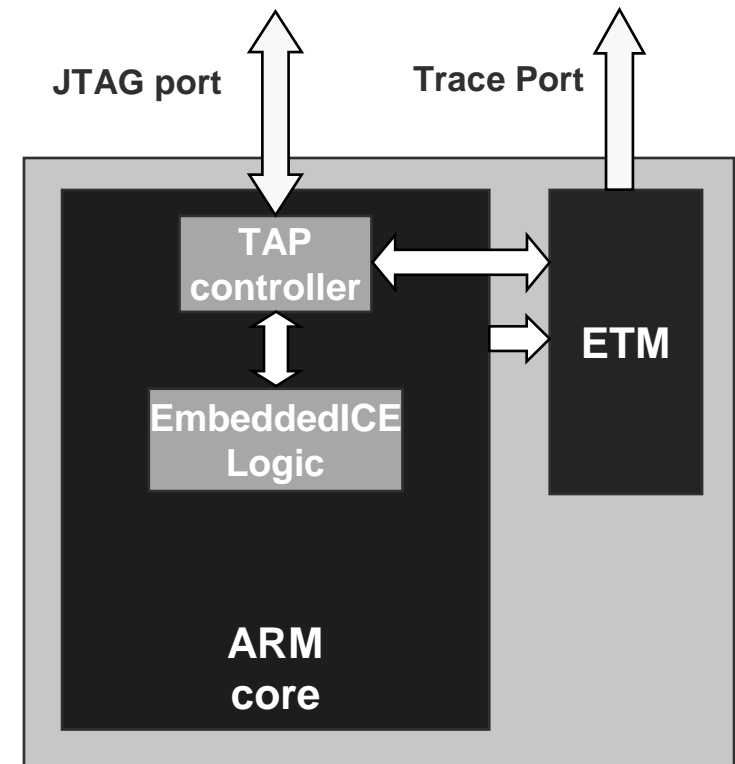 JTAG port
Trace Port
TAP
controller
ETM
EmbeddedICE
Logic
ARM
core